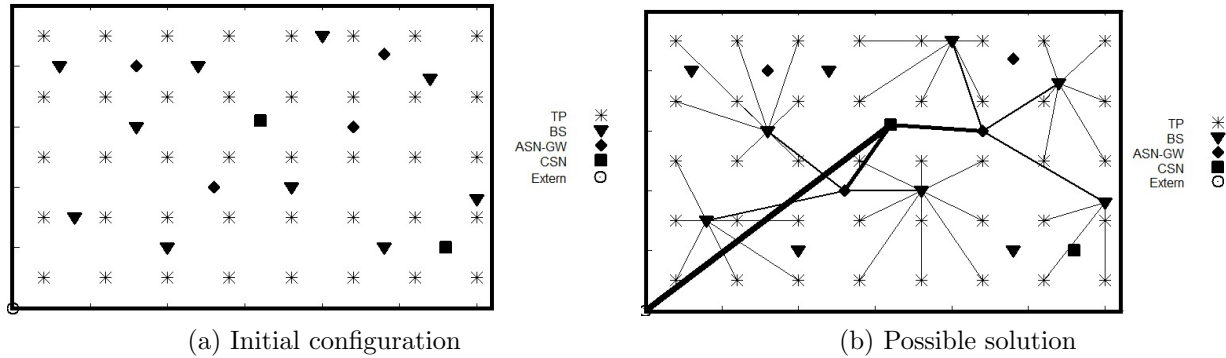 TP
BS
ASN-GW
CSN
Extern
TP
BS
ASN-GW
CSN
Extern
(a) Initial configuration
(b) Possible solution